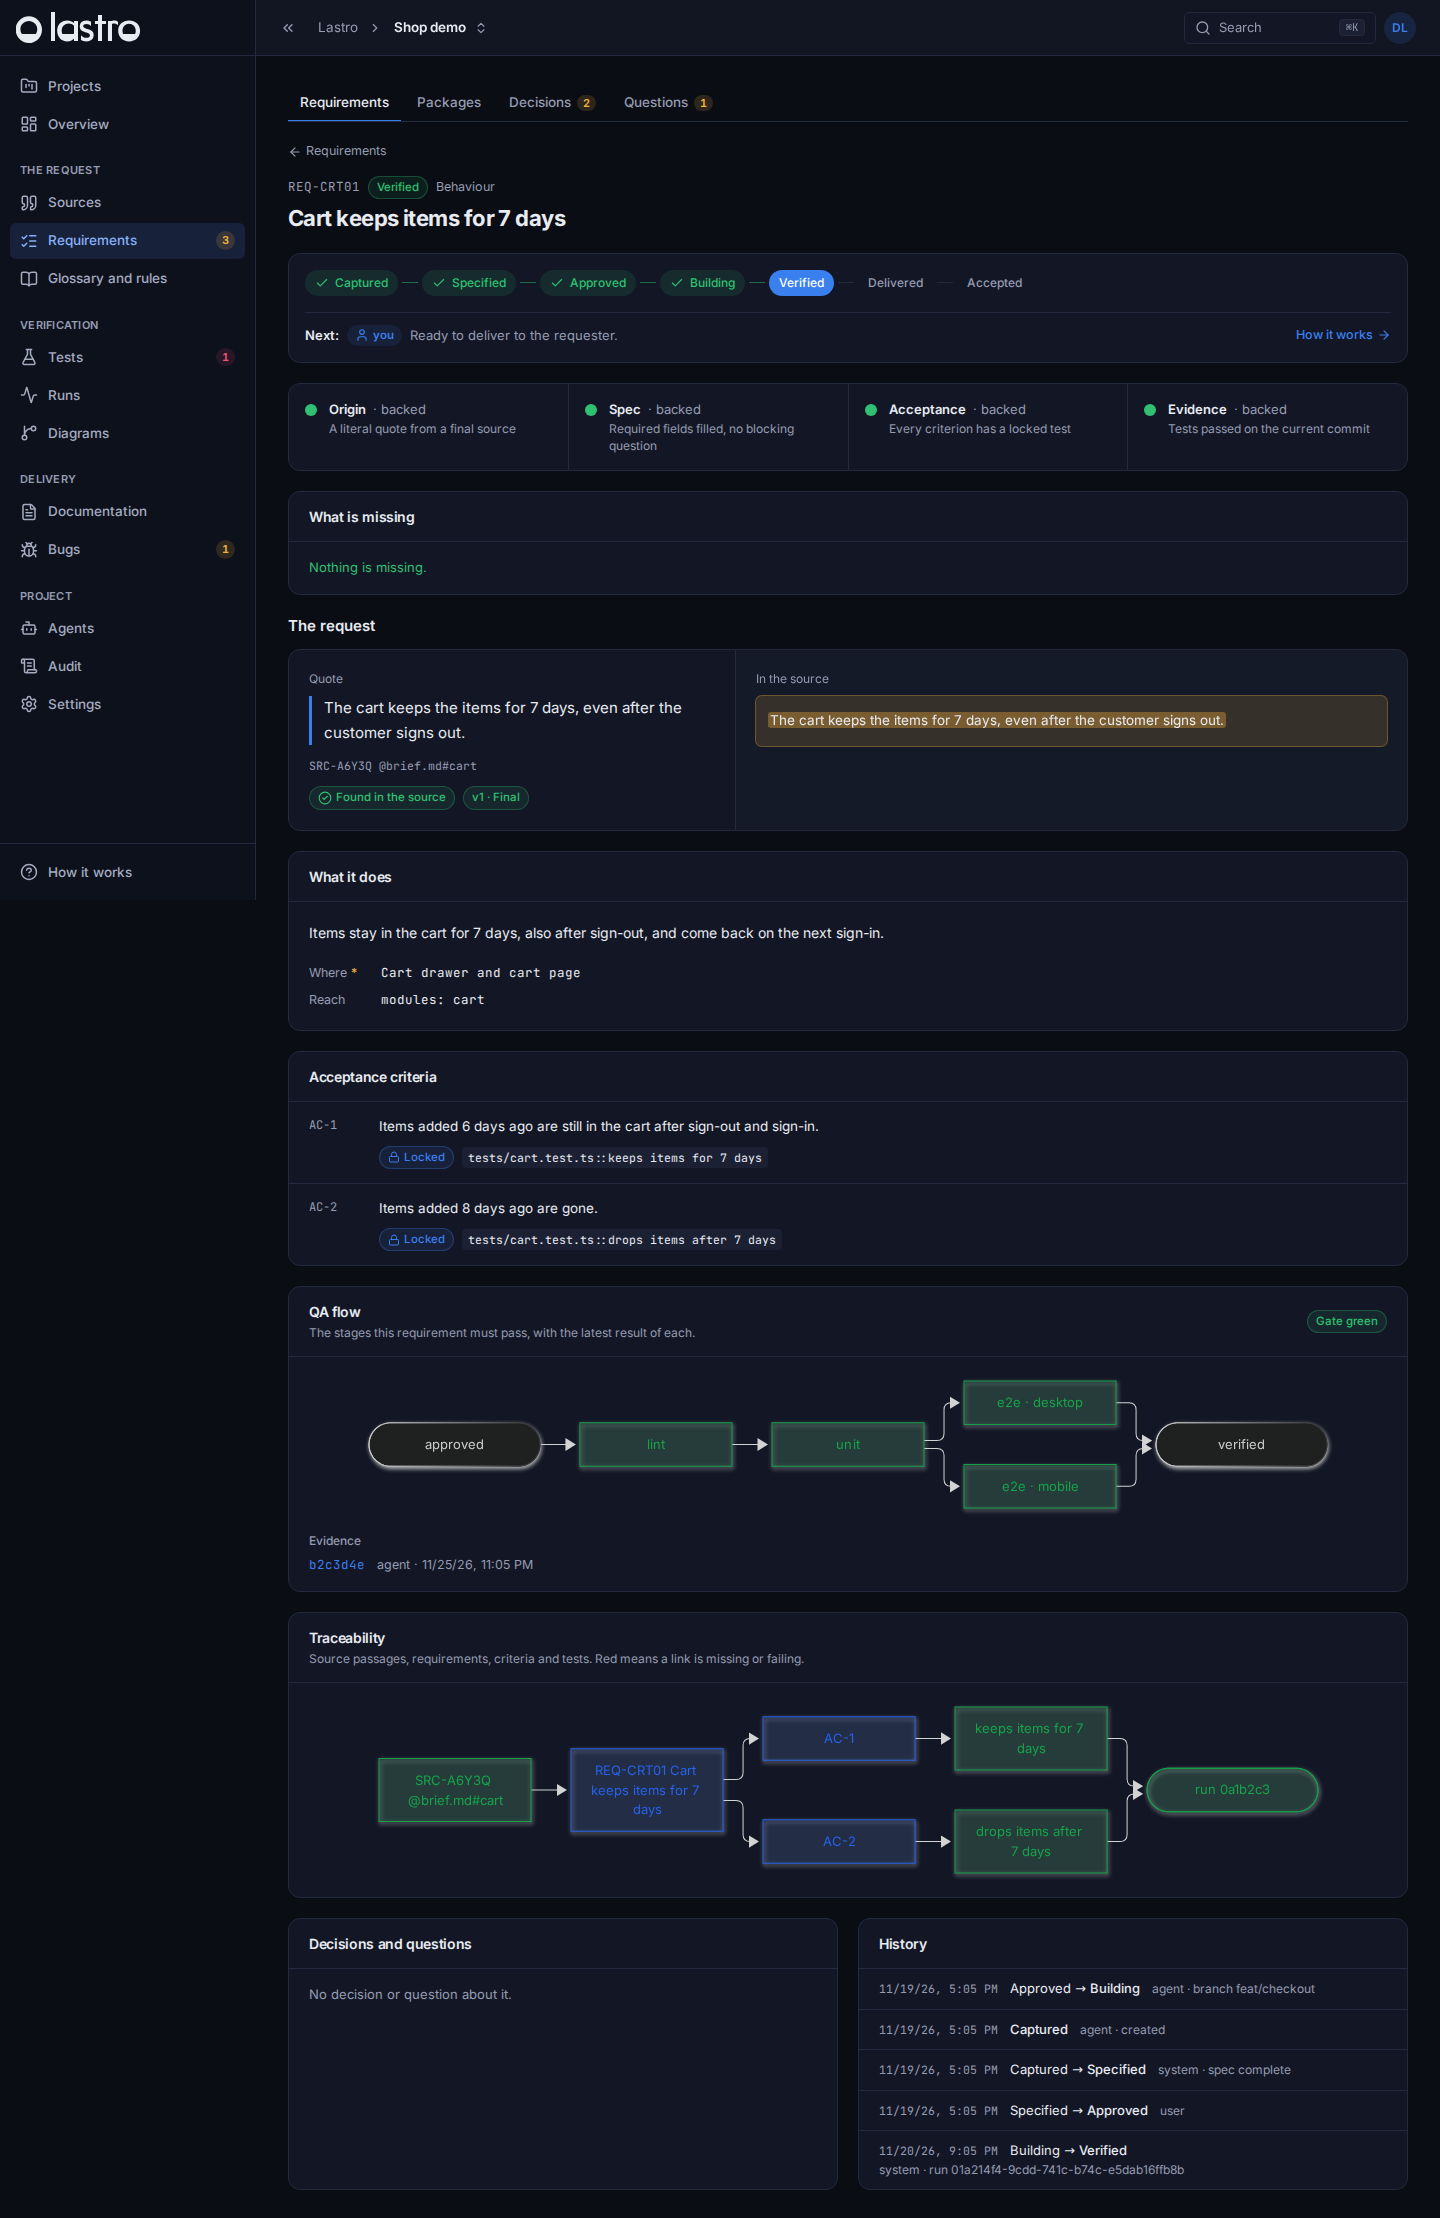 lastro
Lastro
Shop demo
Search
⌘K
DL
Projects
Overview
THE REQUEST
Sources
Requirements
3
Glossary and rules
VERIFICATION
Tests
1
Runs
Diagrams
DELIVERY
Documentation
Bugs
1
PROJECT
Agents
Audit
Settings
How it works
Requirements
Packages
Decisions 2
Questions 1
← Requirements
REQ-CRT01 Verified Behaviour
Cart keeps items for 7 days
Captured
Specified
Approved
Building
Verified
Delivered
Accepted
Next: you Ready to deliver to the requester.
How it works →
Origin · backed
A literal quote from a final source
Spec · backed
Required fields filled, no blocking
question
Acceptance · backed
Every criterion has a locked test
Evidence · backed
Tests passed on the current commit
What is missing
Nothing is missing.
The request
Quote
The cart keeps the items for 7 days, even after the
customer signs out.
SRC-A6Y3Q @brief.md#cart
Found in the source
v1 · Final
In the source
The cart keeps the items for 7 days, even after the customer signs out.
What it does
Items stay in the cart for 7 days, also after sign-out, and come back on the next sign-in.
Where * Cart drawer and cart page
Reach modules: cart
Acceptance criteria
AC-1 Items added 6 days ago are still in the cart after sign-out and sign-in.
Locked tests/cart.test.ts::keeps items for 7 days
AC-2 Items added 8 days ago are gone.
Locked tests/cart.test.ts::drops items after 7 days
QA flow
The stages this requirement must pass, with the latest result of each.
Gate green
approved
lint
unit
e2e · desktop
e2e · mobile
verified
Evidence
b2c3d4e agent · 11/25/26, 11:05 PM
Traceability
Source passages, requirements, criteria and tests. Red means a link is missing or failing.
SRC-A6Y3Q
@brief.md#cart
REQ-CRT01 Cart
keeps items for 7
days
AC-1
AC-2
keeps items for 7
days
drops items after
7 days
run 0a1b2c3
Decisions and questions
No decision or question about it.
History
11/19/26, 5:05 PM Approved → Building agent · branch feat/checkout
11/19/26, 5:05 PM Captured agent · created
11/19/26, 5:05 PM Captured → Specified system · spec complete
11/19/26, 5:05 PM Specified → Approved user
11/20/26, 9:05 PM Building → Verified
system · run 01a214f4-9cdd-741c-b74c-e5dab16ffb8b